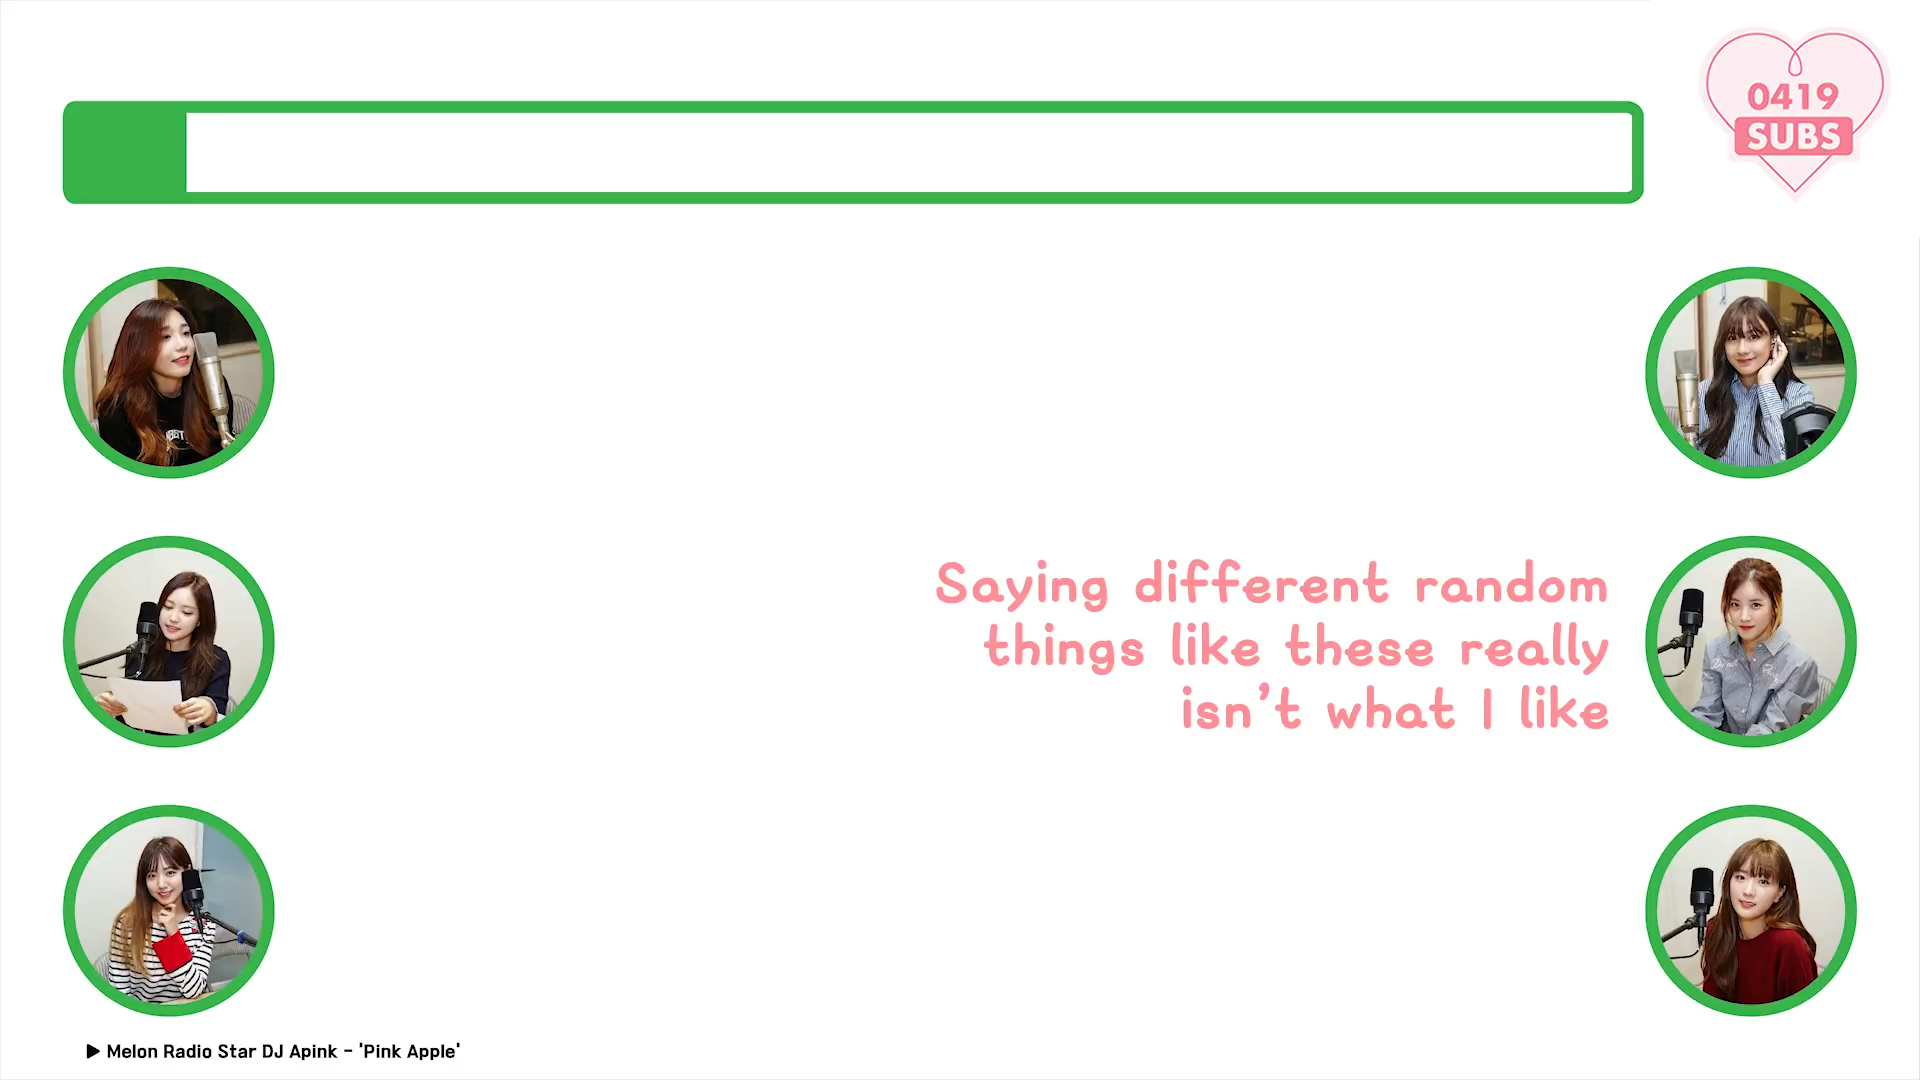 0419
SUBS
Saying different random
things like these really
isn't what I like
▶ Melon Radio Star DJ Apink - 'Pink Apple'